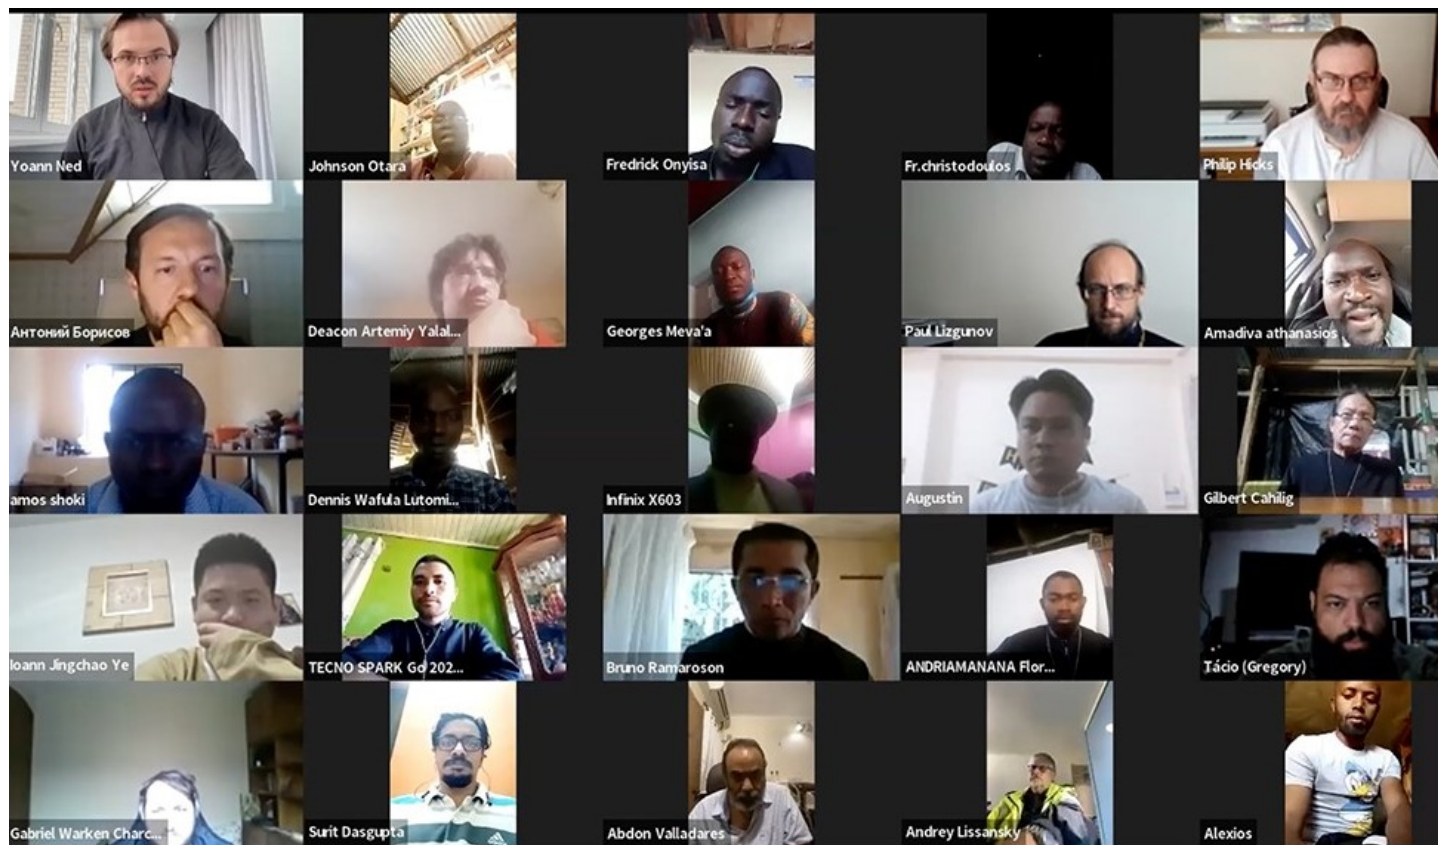 Yoann Ned
Johnson Otara
Fredrick Onyisa
Fr.christodoulos
Philip Hicks
Антоний Борисов
Deacon Artemiy Yalal...
Georges Meva'a
Paul Lizgunov
Amadiva athanasios
amos shoki
Dennis Wafula Lutomi...
Infinix X603
Augustin
Gilbert Cahilig
Ioann Jingchao Ye
TECNO SPARK Go 202...
Bruno Ramaroson
ANDRIAMANANA Flor...
Tácio (Gregory)
Gabriel Warken Charc...
Surit Dasgupta
Abdon Valladares
Andrey Lissansky
Alexios